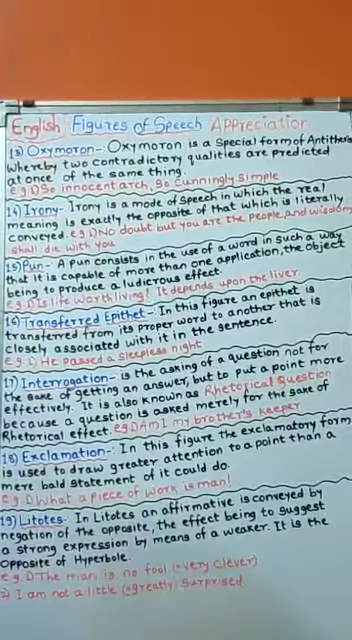 English Figures of Speech Appreciation
13) Oxymoron-: Oxymoron is a special form of Antithesis
whereby two contradictory qualities are predicted
at once of the same thing.
e.g 1) So innocent arch, so cunningly simple
14) Irony-: Irony is a mode of speech in which the real
meaning is exactly the opposite of that which is literally
conveyed. e.g 1) No doubt but you are the people, and wisdom
shall die with you
15) Pun-: A pun consists in the use of a word in such a way
that it is capable of more than one application, the object
being to produce a ludicrous effect.
e.g 1) Is life worth living? It depends upon the liver
16) Transferred Epithet-: In this figure an epithet is
transferred from its proper word to another that is
closely associated with it in the sentence.
e.g. 1) He passed a sleepless night
17) Interrogation-: is the asking of a question not for
the sake of getting an answer, but to put a point more
effectively. It is also known as Rhetorical Question
because a question is asked merely for the sake of
Rhetorical effect. e.g 1) Am I my brother's keeper
18) Exclamation-: In this figure the exclamatory form
is used to draw greater attention to a point than a
mere bald statement of it could do.
e.g. 1) What a piece of work is man!
19) Litotes-: In Litotes an affirmative is conveyed by
negation of the opposite, the effect being to suggest
a strong expression by means of a weaker. It is the
opposite of Hyperbole.
e.g. 1) The man is no fool (=very clever)
2) I am not a little (=greatly) surprised